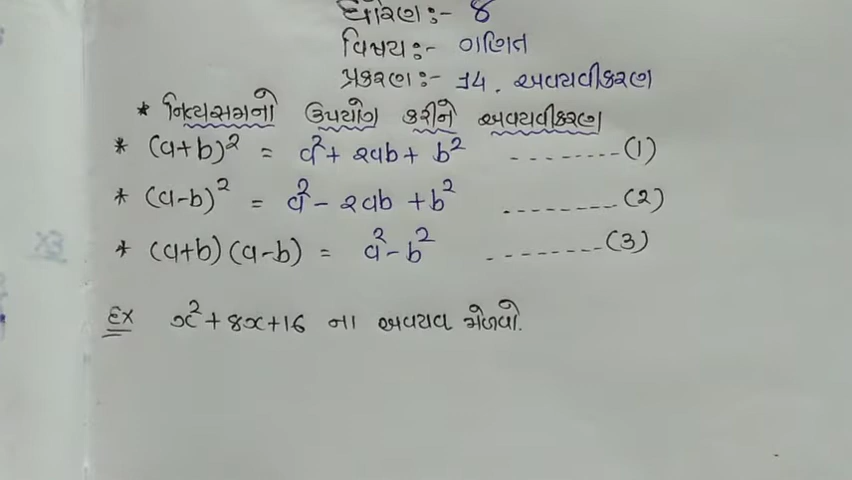 ધોરણ:- ૪
વિષય:- ગણિત
પ્રકરણ:- 14. અવયવીકરણ
* નિત્યસમનો ઉપયોગ કરીને અવયવીકરણ
* (a+b)² = a² + 2ab + b² --------(1)
* (a-b)² = a² - 2ab + b² --------(2)
* (a+b)(a-b) = a² - b² --------(3)
Ex x² + 8x + 16 ના અવયવ મેળવો.